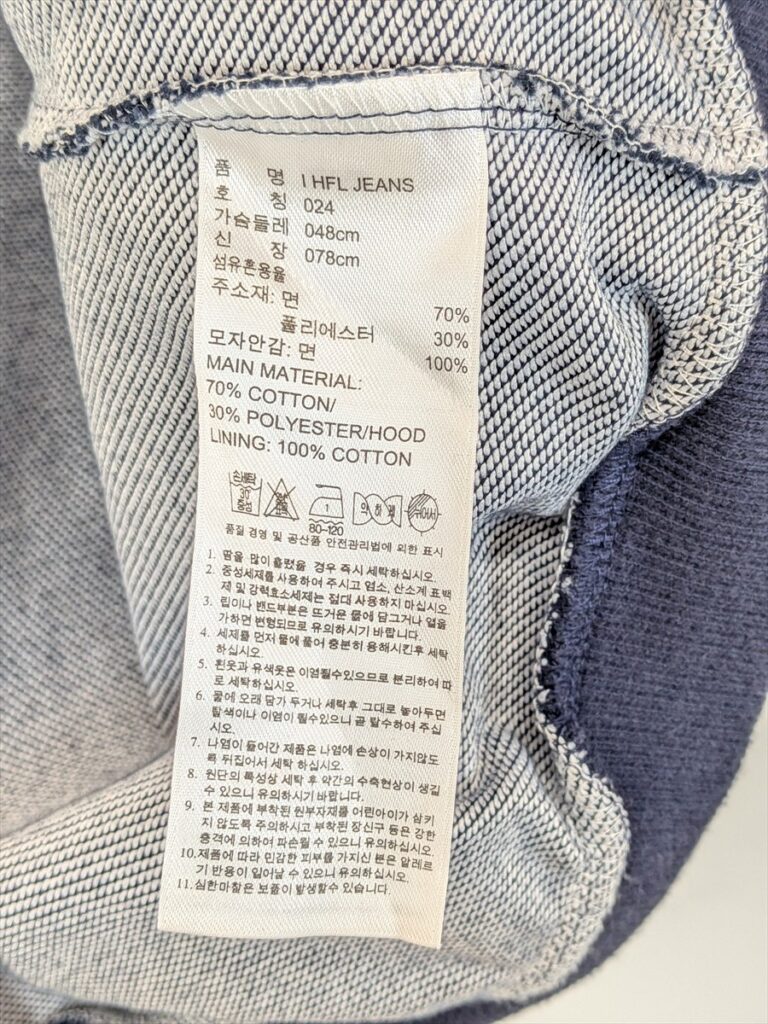 품 명 I HFL JEANS
호 칭 024
가슴들레 048cm
신 장 078cm
섬유혼용율
주소재: 면 70%
폴리에스터 30%
모자안감: 면 100%
MAIN MATERIAL:
70% COTTON/
30% POLYESTER/HOOD
LINING: 100% COTTON
손세탁 30 중성
1 80-120
약하게
뉘어서
품질 경영 및 공산품 안전관리법에 의한 표시
1. 땀을 많이 흘렸을 경우 즉시 세탁하십시오.
2. 중성세제를 사용하여 주시고 염소, 산소계 표백
제 및 강력효소세제는 절대 사용하지 마십시오.
3. 립이나 밴드부분은 뜨거운 물에 담그거나 열을
가하면 변형되므로 유의하시기 바랍니다.
4. 세제를 먼저 물에 풀어 충분히 용해시킨후 세탁
하십시오.
5. 흰옷과 유색옷은 이염될수있으므로 분리하여 따
로 세탁하십시오.
6. 물에 오래 담가 두거나 세탁후 그대로 놓아두면
탈색이나 이염이 될수있으니 곧 탈수하여 주십
시오.
7. 나염이 들어간 제품은 나염에 손상이 가지않도
록 뒤집어서 세탁 하십시오.
8. 원단의 특성상 세탁 후 약간의 수축현상이 생길
수 있으니 유의하시기 바랍니다.
9. 본 제품에 부착된 원부자재를 어린아이가 삼키
지 않도록 주의하시고 부착된 장신구 등은 강한
충격에 의하여 파손될 수 있으니 유의하십시오.
10.제품에 따라 민감한 피부를 가지신 분은 알레르
기 반응이 일어날 수 있으니 유의하십시오.
11.심한마찰은 보풀이 발생할수 있습니다.